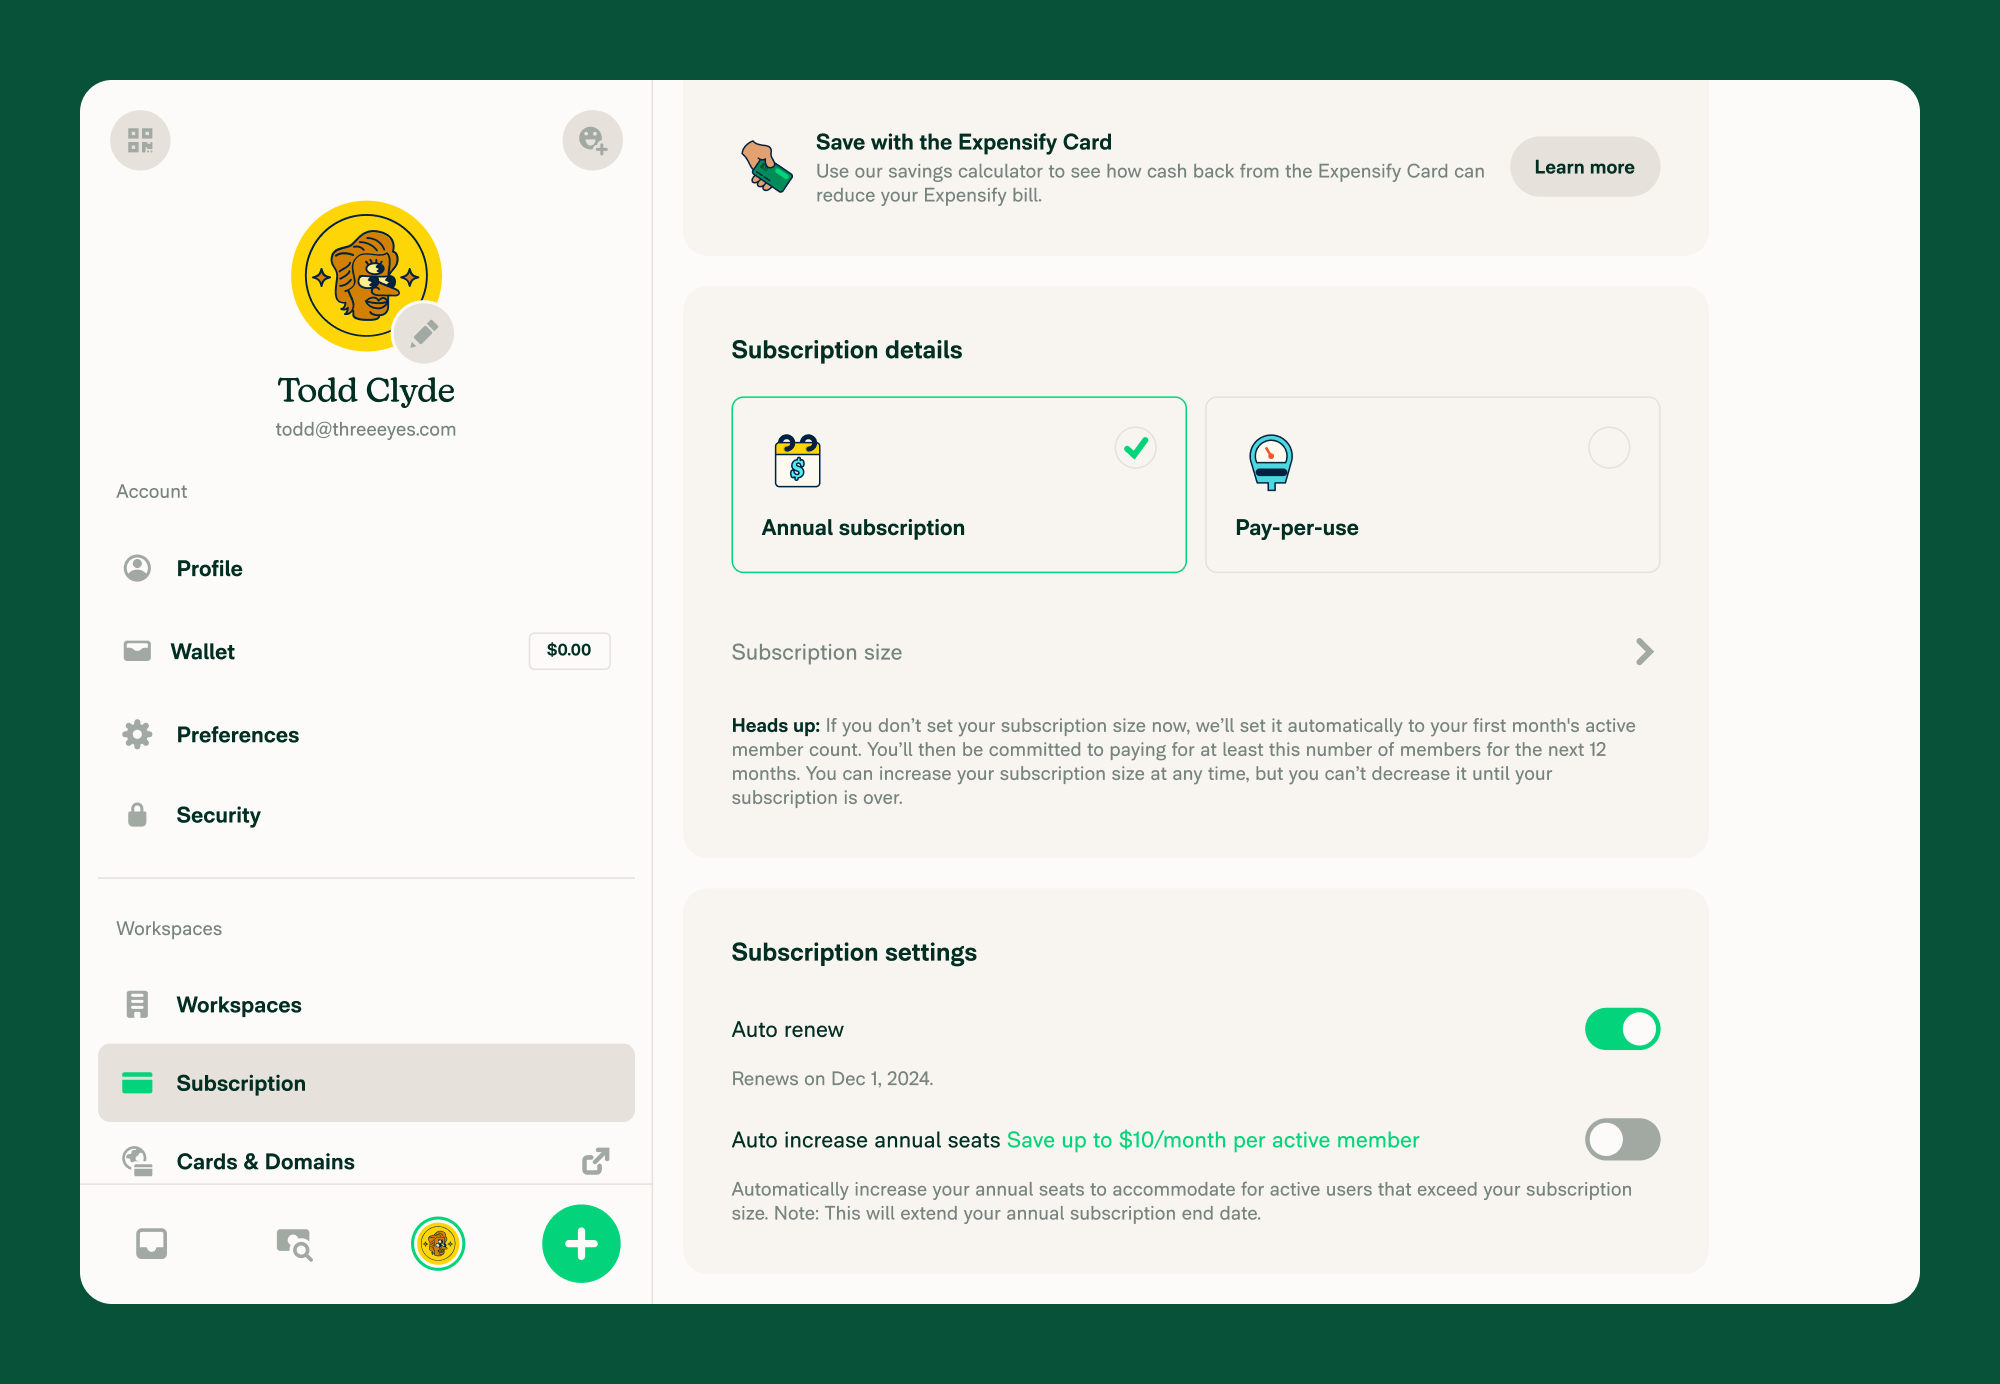 Todd Clyde
todd@threeeyes.com
Account
Profile
Wallet
$0.00
Preferences
Security
Workspaces
Workspaces
Subscription
Cards & Domains
Save with the Expensify Card
Use our savings calculator to see how cash back from the Expensify Card can
reduce your Expensify bill.
Learn more
Subscription details
$
Annual subscription
Pay-per-use
Subscription size
Heads up: If you don’t set your subscription size now, we’ll set it automatically to your first month's active
member count. You’ll then be committed to paying for at least this number of members for the next 12
months. You can increase your subscription size at any time, but you can’t decrease it until your
subscription is over.
Subscription settings
Auto renew
Renews on Dec 1, 2024.
Auto increase annual seats Save up to $10/month per active member
Automatically increase your annual seats to accommodate for active users that exceed your subscription
size. Note: This will extend your annual subscription end date.